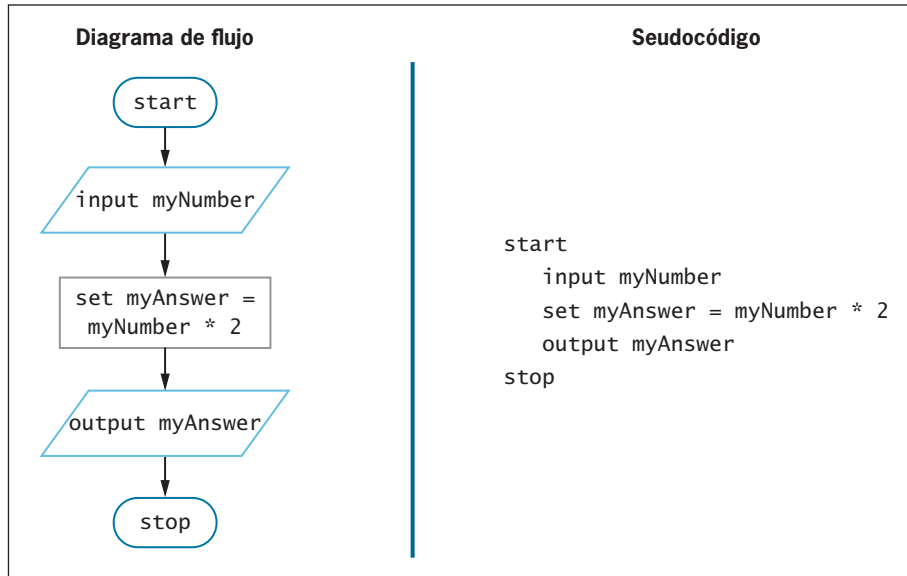 Diagrama de flujo
start
input myNumber
set myAnswer =
myNumber * 2
output myAnswer
stop
Seudocódigo
start
input myNumber
set myAnswer = myNumber * 2
output myAnswer
stop